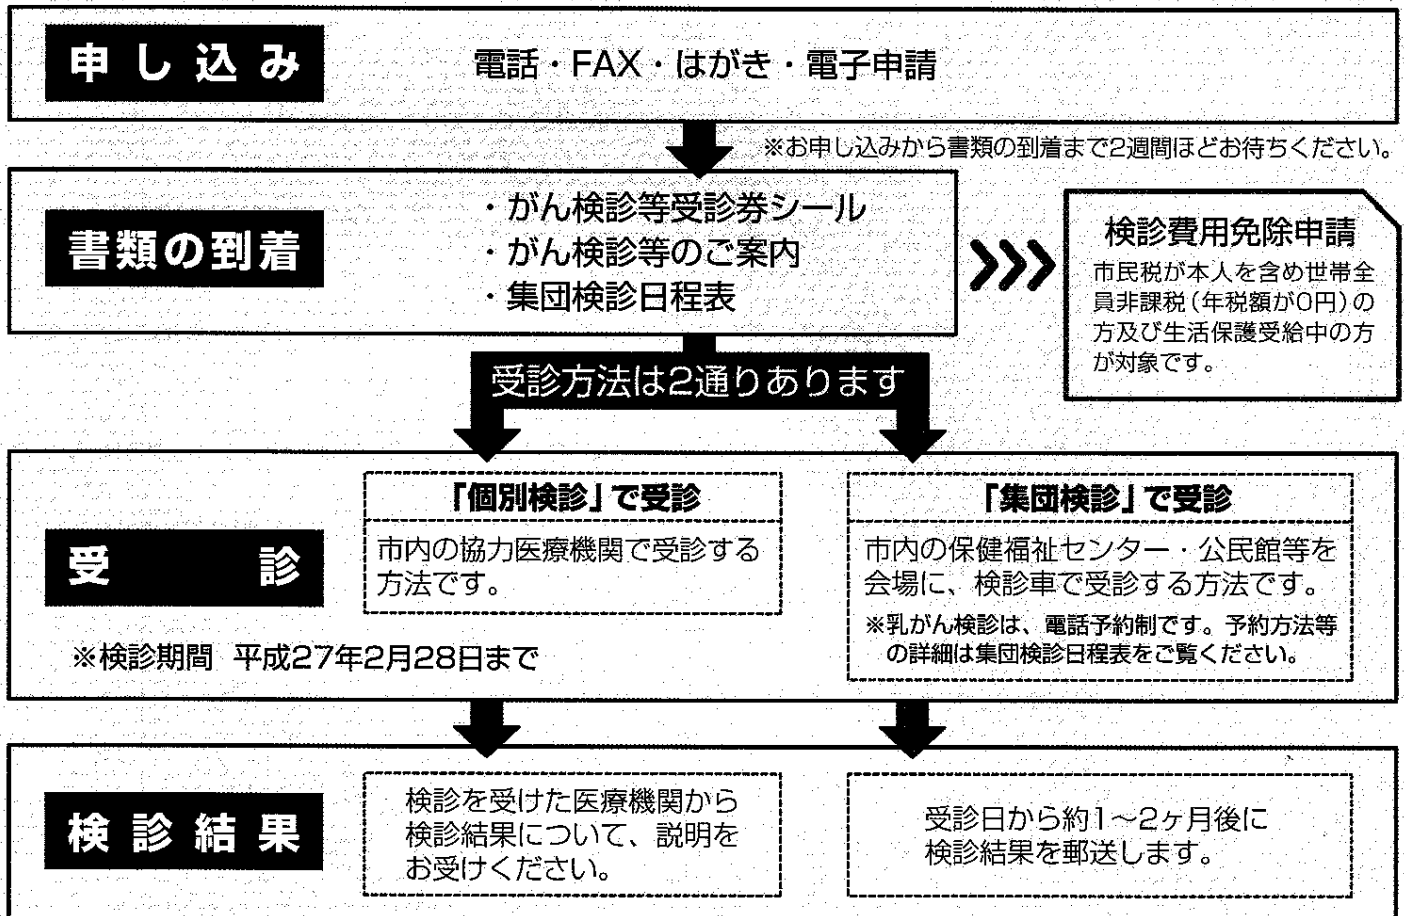 申し込み
電話・FAX・はがき・電子申請
※お申し込みから書類の到着まで2週間ほどお待ちください。
書類の到着
・がん検診等受診券シール
・がん検診等のご案内
・集団検診日程表
検診費用免除申請
市民税が本人を含め世帯全
員非課税(年税額が0円)の
方及び生活保護受給中の方
が対象です。
受診方法は2通りあります
受診
「個別検診」で受診
市内の協力医療機関で受診する
方法です。
「集団検診」で受診
市内の保健福祉センター・公民館等を
会場に、検診車で受診する方法です。
※乳がん検診は、電話予約制です。予約方法等
の詳細は集団検診日程表をご覧ください。
※検診期間 平成27年2月28日まで
検診結果
検診を受けた医療機関から
検診結果について、説明を
お受けください。
受診日から約1〜2ヶ月後に
検診結果を郵送します。